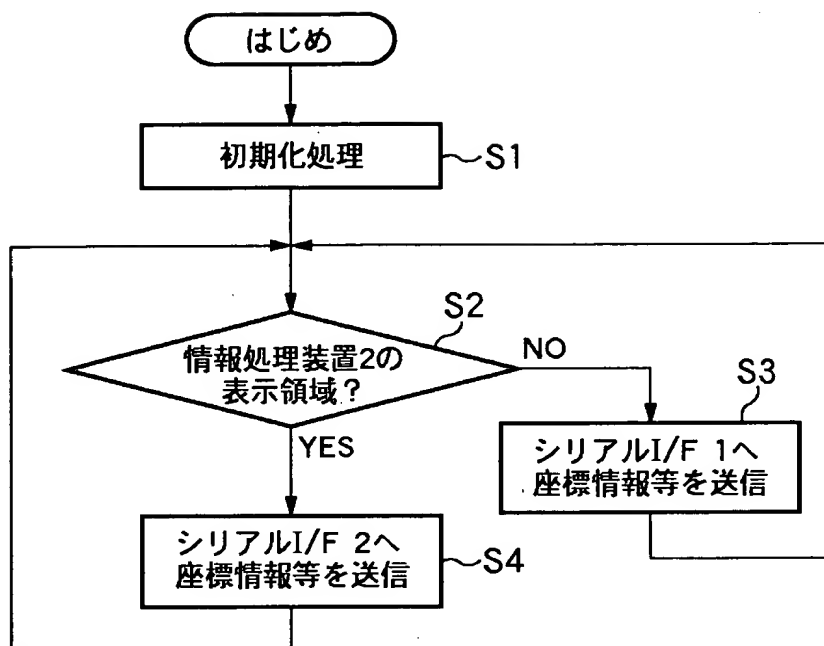 はじめ
初期化処理
S1
S2
情報処理装置2の
表示領域?
NO
YES
S3
シリアルI/F 1へ
座標情報等を送信
シリアルI/F 2へ
座標情報等を送信
S4